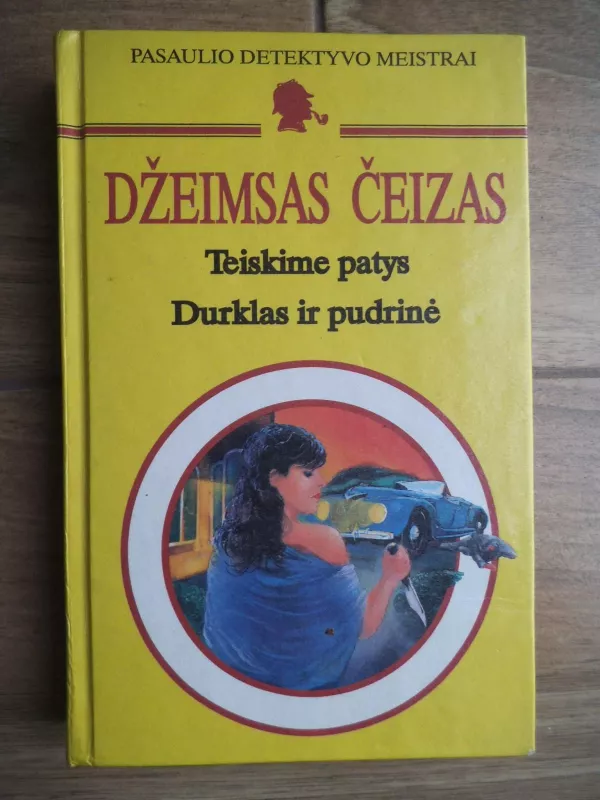 PASAULIO DETEKTYVO MEISTRAI
DŽEIMSAS ČEIZAS
Teiskime patys
Durklas ir pudrinė